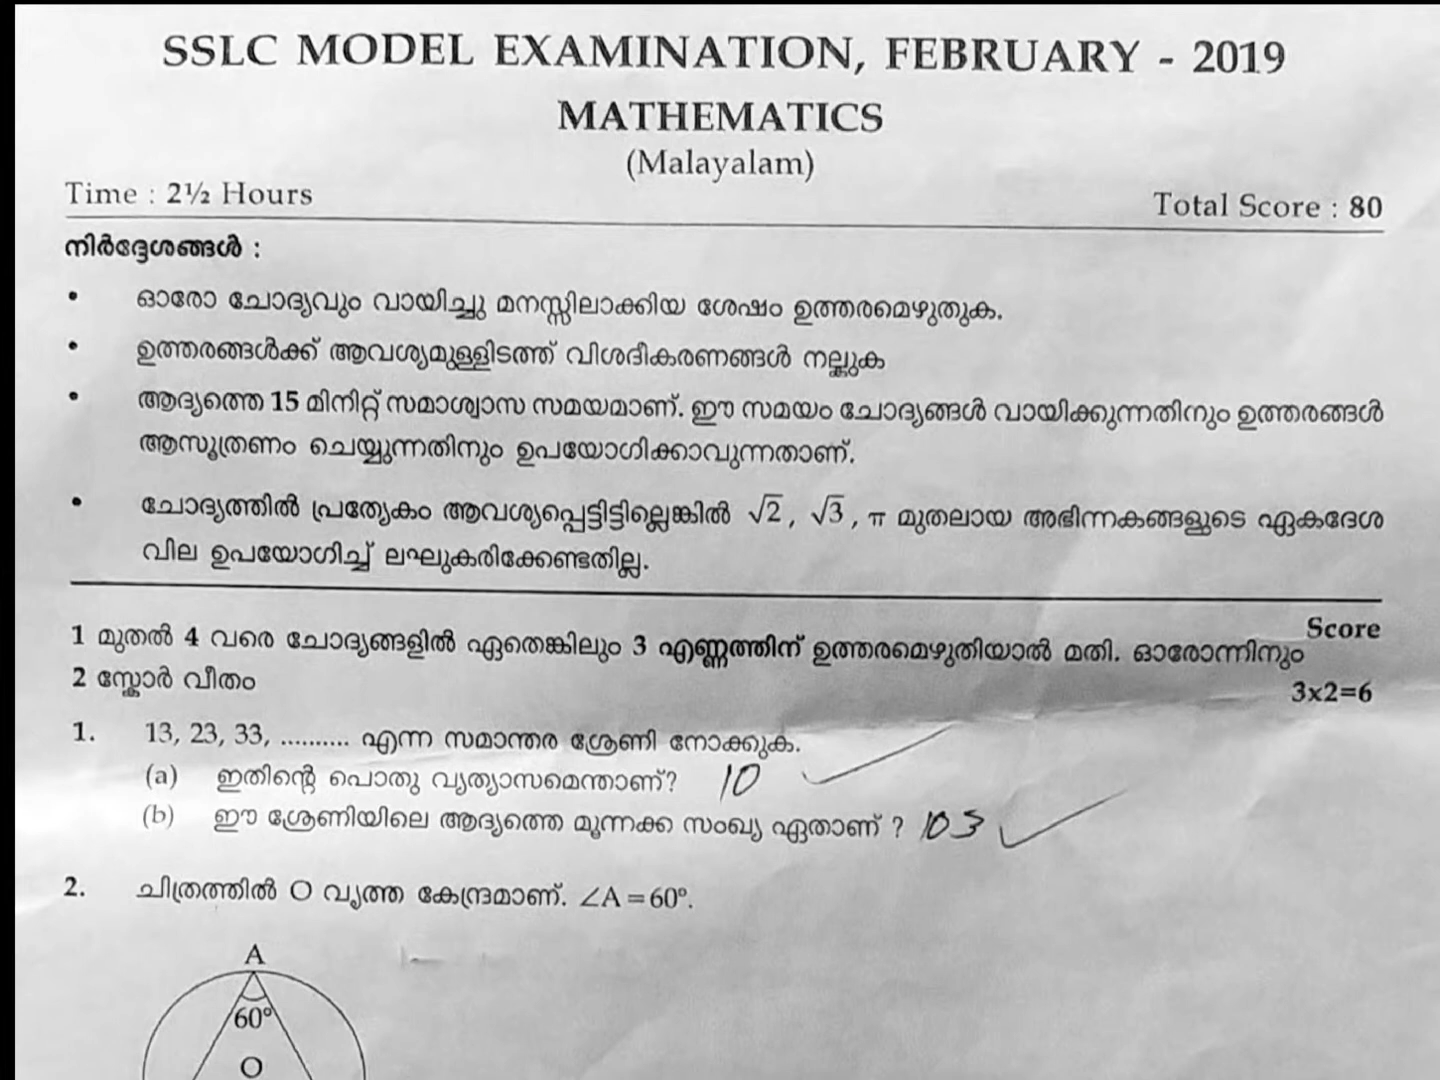 SSLC MODEL EXAMINATION, FEBRUARY - 2019
MATHEMATICS
(Malayalam)
Time : 2½ Hours
Total Score : 80
നിർദ്ദേശങ്ങൾ :
• ഓരോ ചോദ്യവും വായിച്ചു മനസ്സിലാക്കിയ ശേഷം ഉത്തരമെഴുതുക.
• ഉത്തരങ്ങൾക്ക് ആവശ്യമുള്ളിടത്ത് വിശദീകരണങ്ങൾ നല്കുക
• ആദ്യത്തെ 15 മിനിറ്റ് സമാശ്വാസ സമയമാണ്. ഈ സമയം ചോദ്യങ്ങൾ വായിക്കുന്നതിനും ഉത്തരങ്ങൾ
ആസൂത്രണം ചെയ്യുന്നതിനും ഉപയോഗിക്കാവുന്നതാണ്.
• ചോദ്യത്തിൽ പ്രത്യേകം ആവശ്യപ്പെട്ടിട്ടില്ലെങ്കിൽ √2, √3, π മുതലായ അഭിന്നകങ്ങളുടെ ഏകദേശ
വില ഉപയോഗിച്ച് ലഘുകരിക്കേണ്ടതില്ല.
Score
1 മുതൽ 4 വരെ ചോദ്യങ്ങളിൽ ഏതെങ്കിലും 3 എണ്ണത്തിന് ഉത്തരമെഴുതിയാൽ മതി. ഓരോന്നിനും
2 സ്കോർ വീതം
3x2=6
1. 13, 23, 33, .......... എന്ന സമാന്തര ശ്രേണി നോക്കുക.
(a) ഇതിന്റെ പൊതു വ്യത്യാസമെന്താണ്? 10
(b) ഈ ശ്രേണിയിലെ ആദ്യത്തെ മൂന്നക്ക സംഖ്യ ഏതാണ് ? 103
2. ചിത്രത്തിൽ O വൃത്ത കേന്ദ്രമാണ്. ∠A = 60°.
A
60°
O